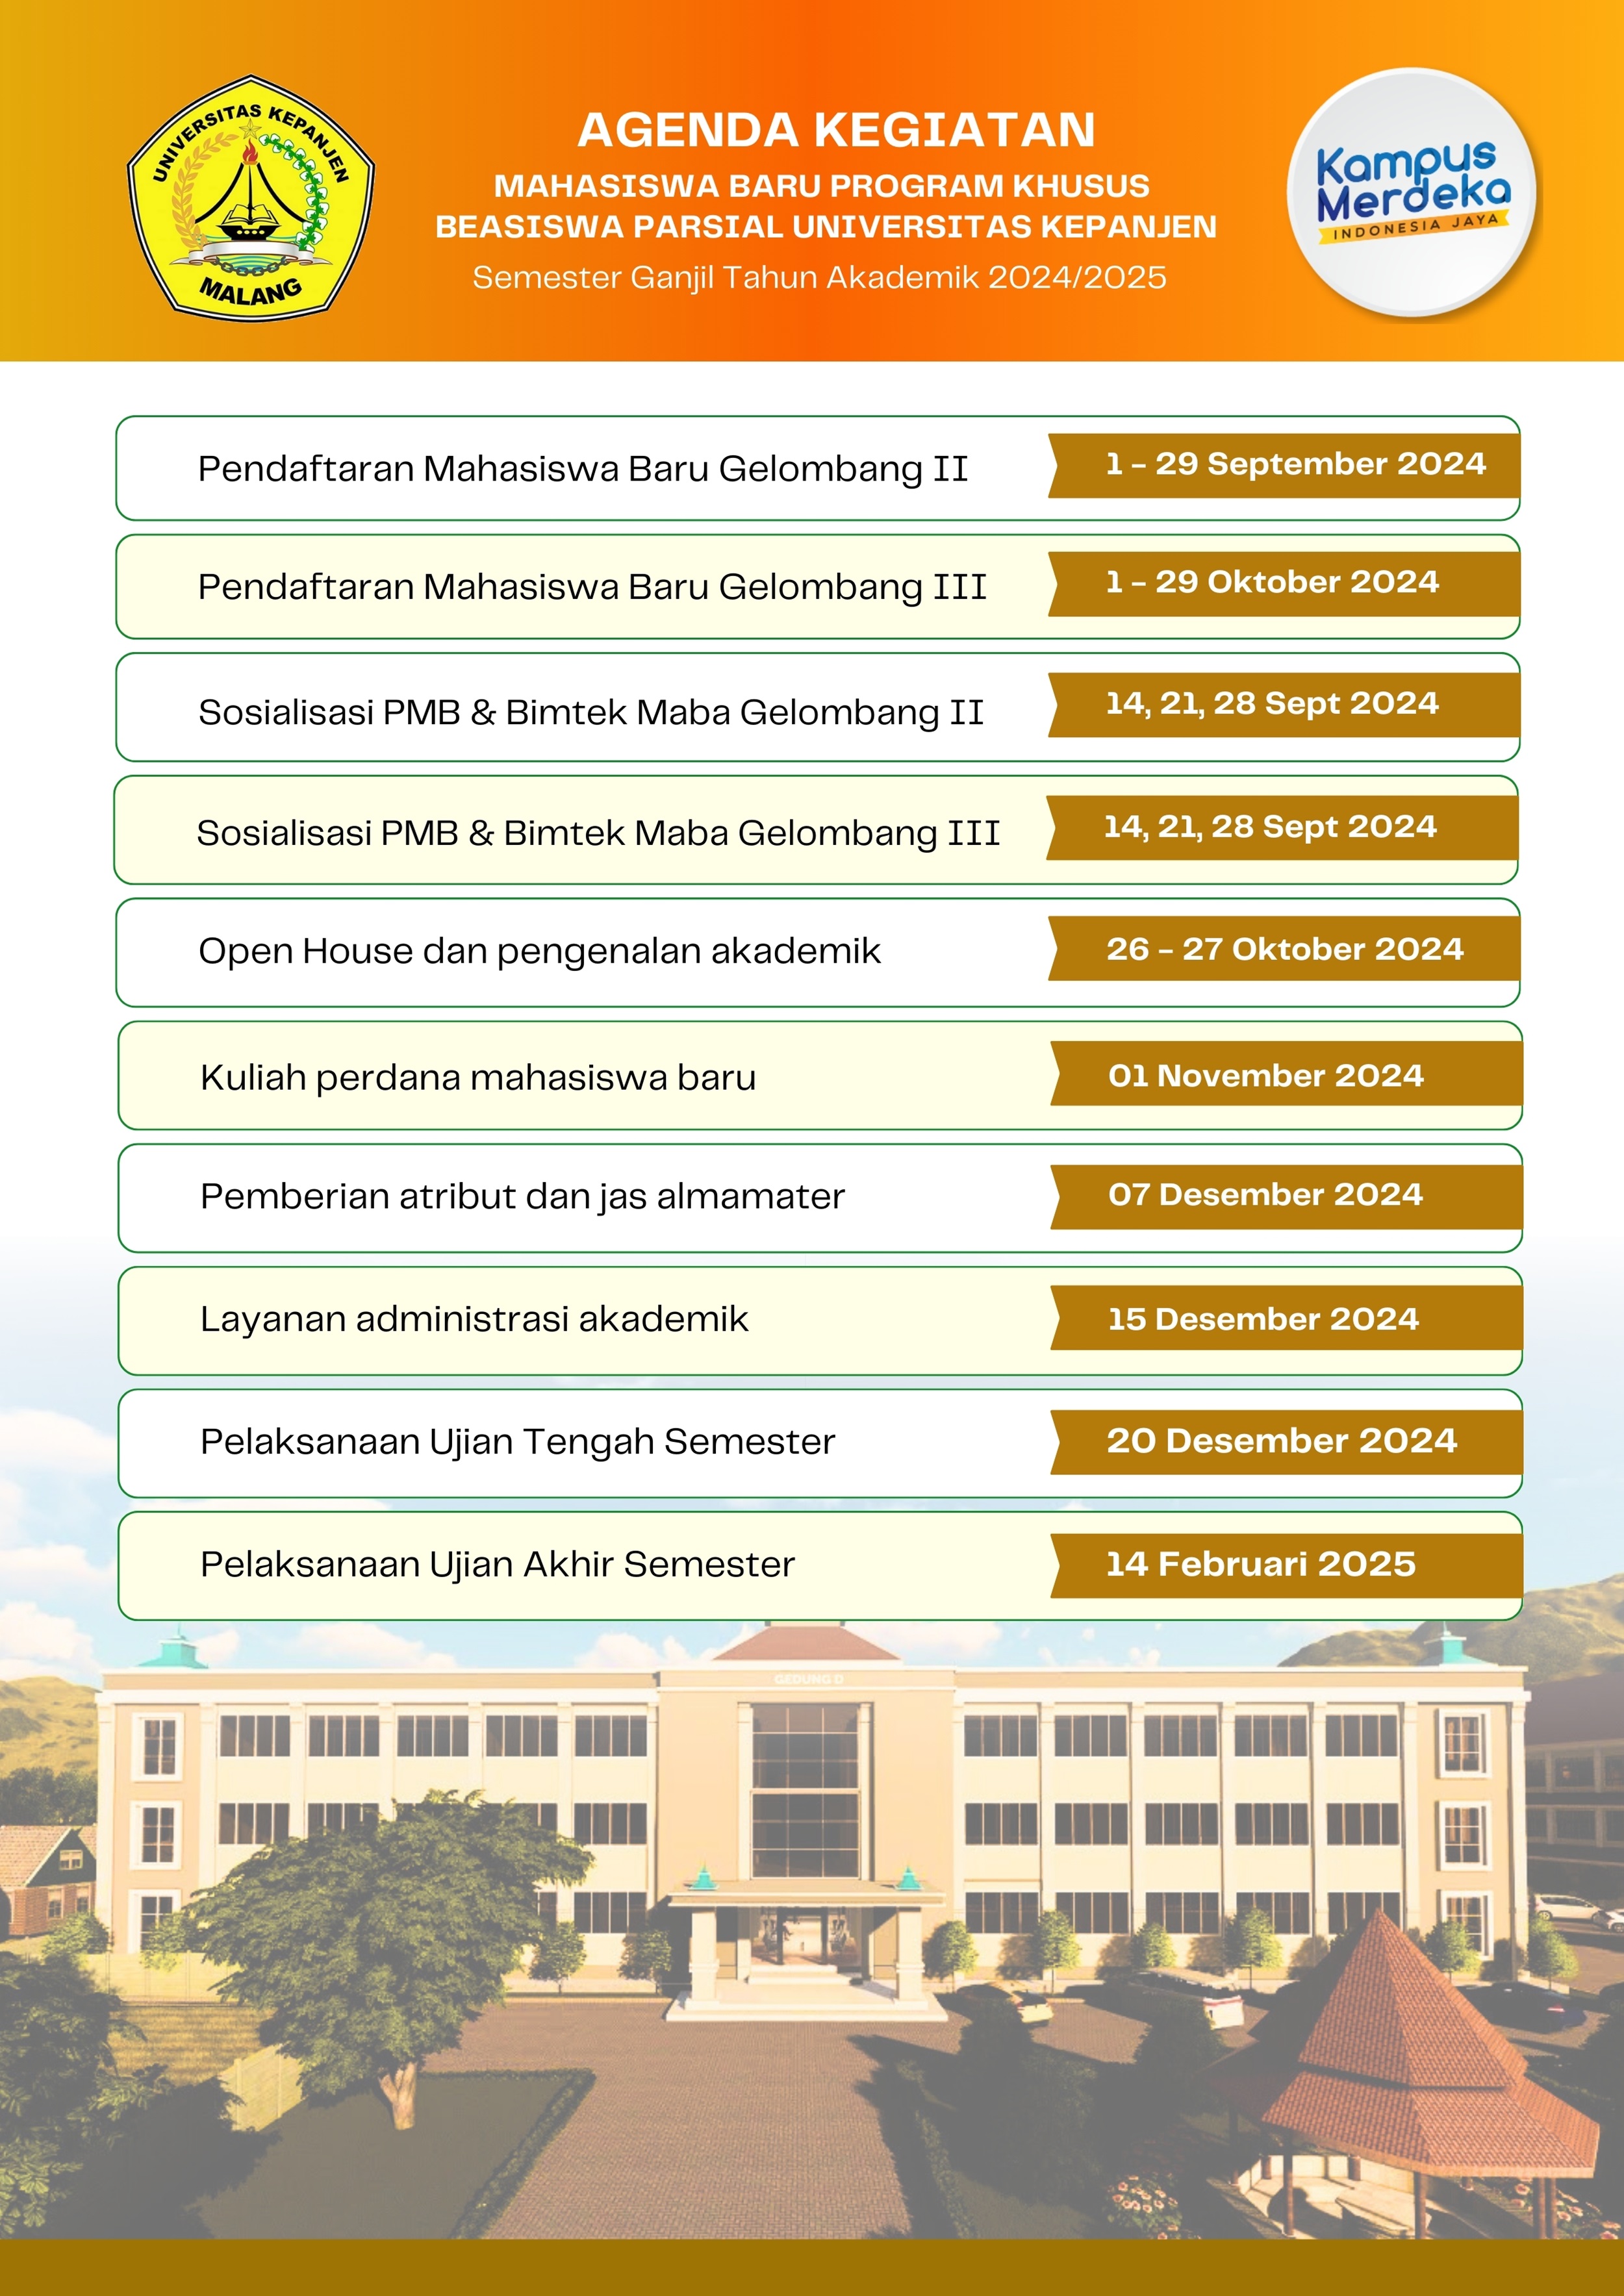 UNIVERSITAS KEPANJEN
MALANG
AGENDA KEGIATAN
MAHASISWA BARU PROGRAM KHUSUS
BEASISWA PARSIAL UNIVERSITAS KEPANJEN
Semester Ganjil Tahun Akademik 2024/2025
Kampus
Merdeka
INDONESIA JAYA
Pendaftaran Mahasiswa Baru Gelombang II
1 - 29 September 2024
Pendaftaran Mahasiswa Baru Gelombang III
1 - 29 Oktober 2024
Sosialisasi PMB & Bimtek Maba Gelombang II
14, 21, 28 Sept 2024
Sosialisasi PMB & Bimtek Maba Gelombang III
14, 21, 28 Sept 2024
Open House dan pengenalan akademik
26 - 27 Oktober 2024
Kuliah perdana mahasiswa baru
01 November 2024
Pemberian atribut dan jas almamater
07 Desember 2024
Layanan administrasi akademik
15 Desember 2024
Pelaksanaan Ujian Tengah Semester
20 Desember 2024
Pelaksanaan Ujian Akhir Semester
14 Februari 2025
GEDUNG D